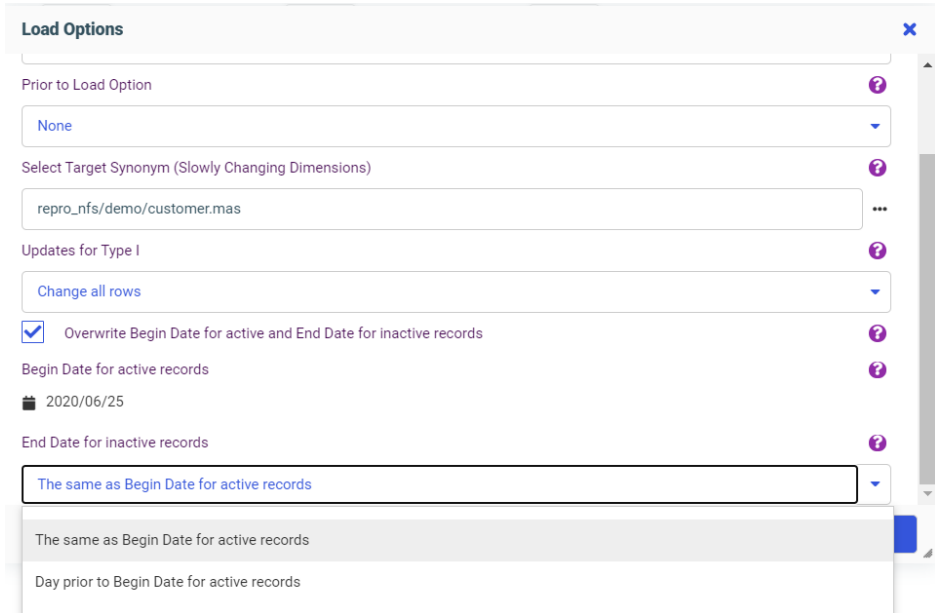 Load Options
Prior to Load Option
None
Select Target Synonym (Slowly Changing Dimensions)
repro_nfs/demo/customer.mas
Updates for Type I
Change all rows
Overwrite Begin Date for active and End Date for inactive records
Begin Date for active records
2020/06/25
End Date for inactive records
The same as Begin Date for active records
The same as Begin Date for active records
Day prior to Begin Date for active records